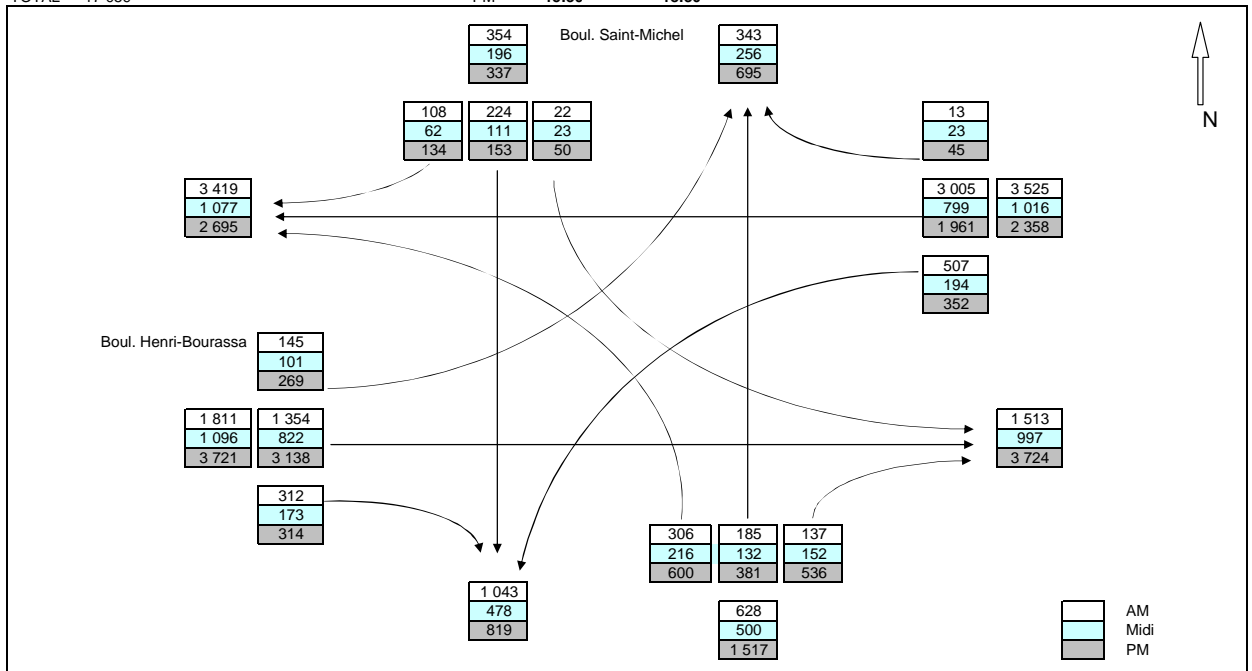 354 Boul. Saint-Michel 343
196 256
337 695
108 224 22 13
62 111 23 23
134 153 50 45
N
3 419 3 005 3 525
1 077 799 1 016
2 695 1 961 2 358
507
194
352
Boul. Henri-Bourassa 145
101
269
1 811 1 354 1 513
1 096 822 997
3 721 3 138 3 724
312
173
314
306 185 137
216 132 152
600 381 536
1 043 628 AM
478 500 Midi
819 1 517 PM